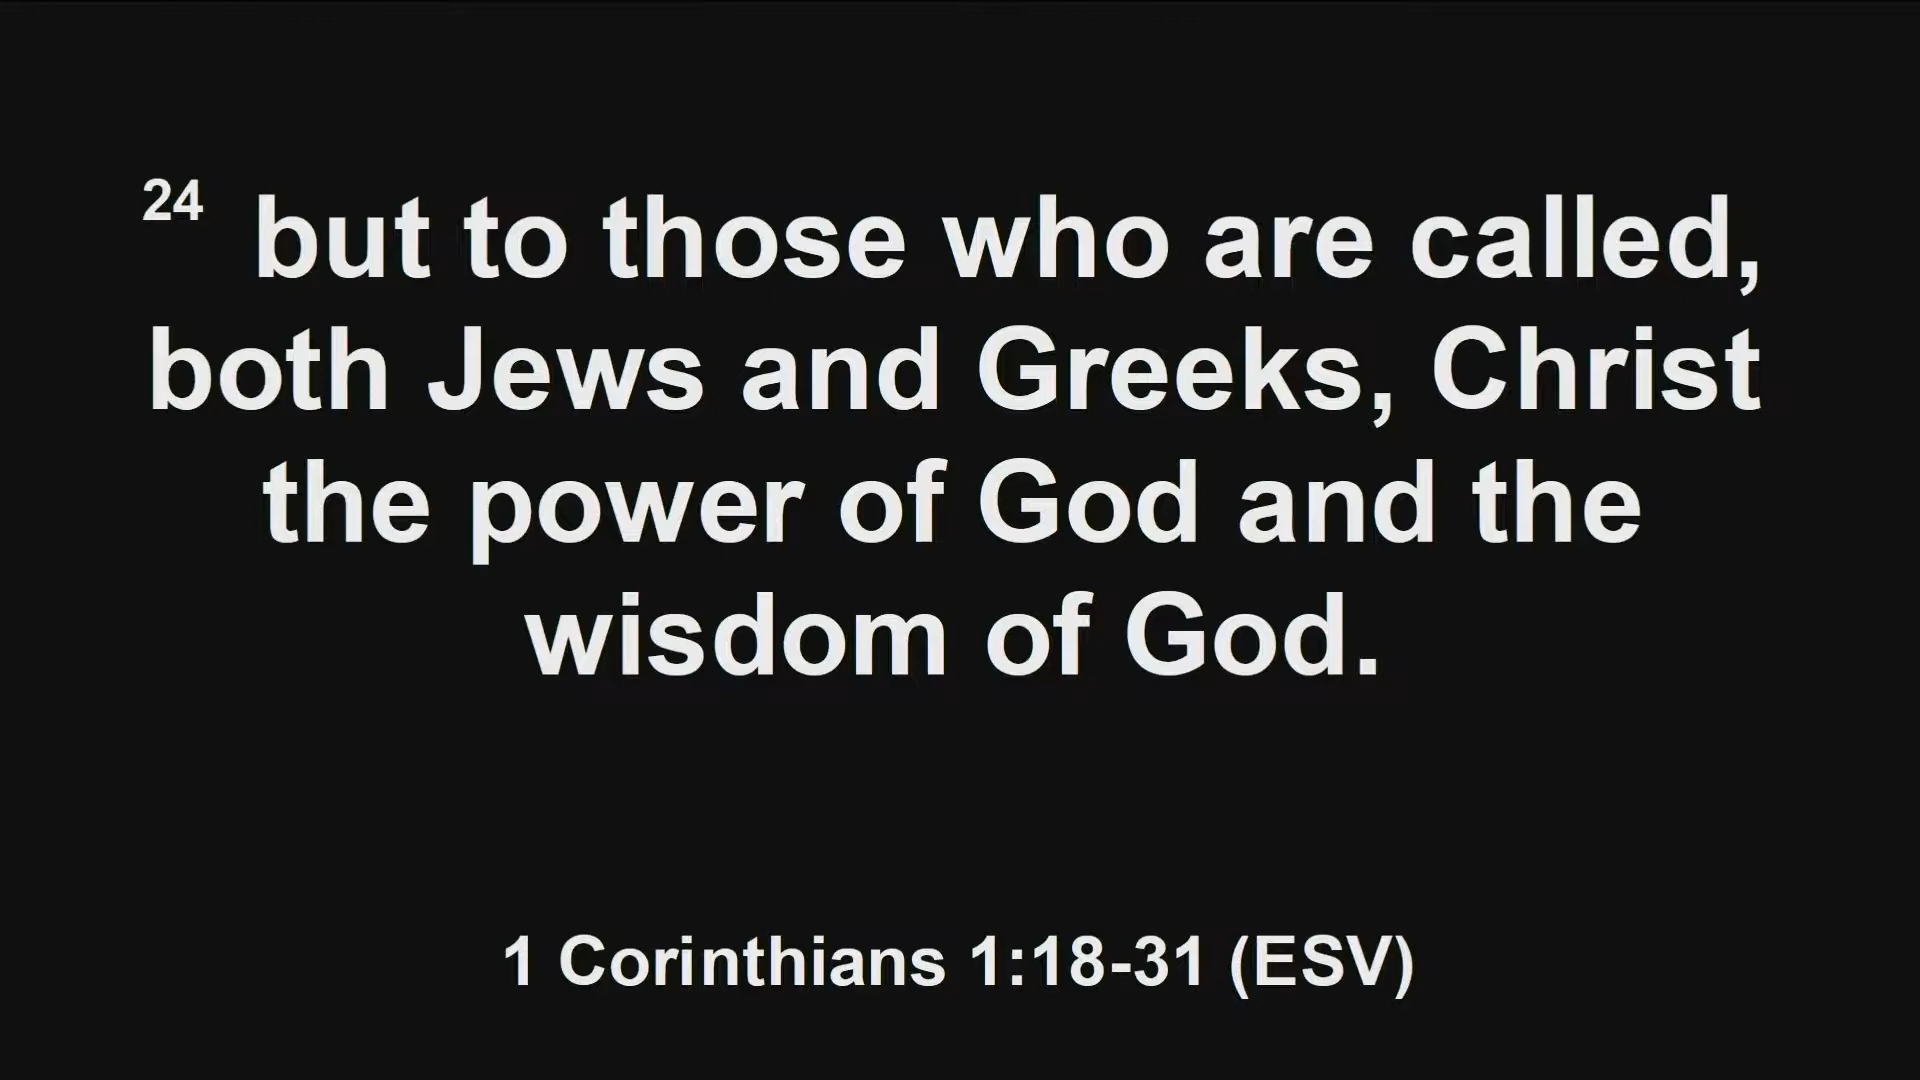 24 but to those who are called,
both Jews and Greeks, Christ
the power of God and the
wisdom of God.
1 Corinthians 1:18-31 (ESV)